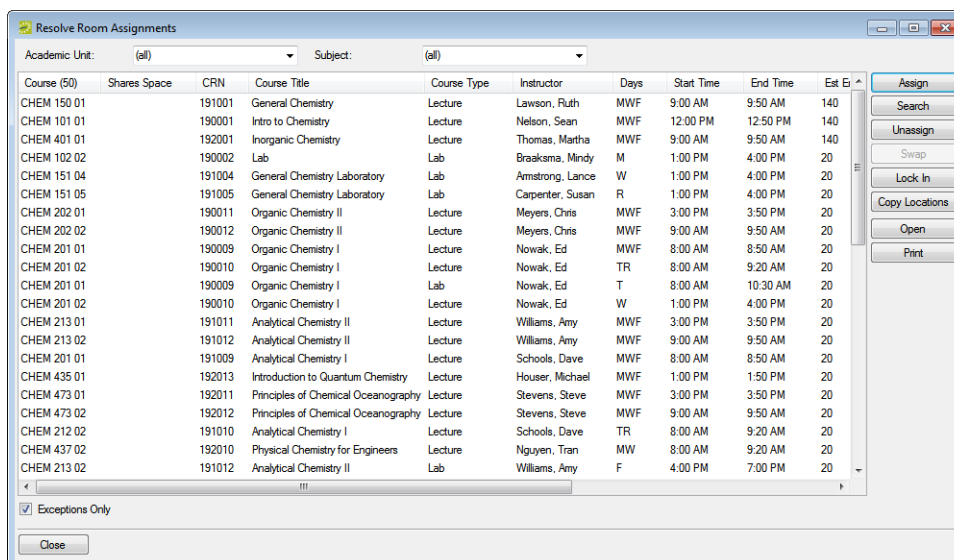 Resolve Room Assignments
Academic Unit: (all) Subject: (all)
Course (50) Shares Space CRN Course Title Course Type Instructor Days Start Time End Time Est
CHEM 150 01 191001 General Chemistry Lecture Lawson, Ruth MWF 9:00 AM 9:50 AM 140
CHEM 101 01 190001 Intro to Chemistry Lecture Nelson, Sean MWF 12:00 PM 12:50 PM 140
CHEM 401 01 192001 Inorganic Chemistry Lecture Thomas, Martha MWF 9:00 AM 9:50 AM 140
CHEM 102 02 190002 Lab Lab Braaksma, Mindy M 1:00 PM 4:00 PM 20
CHEM 151 04 191004 General Chemistry Laboratory Lab Armstrong, Lance W 1:00 PM 4:00 PM 20
CHEM 151 05 191005 General Chemistry Laboratory Lab Carpenter, Susan R 1:00 PM 4:00 PM 20
CHEM 202 01 190011 Organic Chemistry II Lecture Meyers, Chris MWF 3:00 PM 3:50 PM 20
CHEM 202 02 190012 Organic Chemistry II Lecture Meyers, Chris MWF 9:00 AM 9:50 AM 20
CHEM 201 01 190009 Organic Chemistry I Lecture Nowak, Ed MWF 8:00 AM 8:50 AM 20
CHEM 201 02 190010 Organic Chemistry I Lecture Nowak, Ed TR 8:00 AM 9:20 AM 20
CHEM 201 01 190009 Organic Chemistry I Lab Nowak, Ed T 8:00 AM 10:30 AM 20
CHEM 201 02 190010 Organic Chemistry I Lecture Nowak, Ed W 1:00 PM 4:00 PM 20
CHEM 213 01 191011 Analytical Chemistry II Lecture Williams, Amy MWF 3:00 PM 3:50 PM 20
CHEM 213 02 191012 Analytical Chemistry II Lecture Williams, Amy MWF 9:00 AM 9:50 AM 20
CHEM 201 01 191009 Analytical Chemistry I Lecture Schools, Dave MWF 8:00 AM 8:50 AM 20
CHEM 435 01 192013 Introduction to Quantum Chemistry Lecture Houser, Michael MWF 1:00 PM 1:50 PM 20
CHEM 473 01 192011 Principles of Chemical Oceanography Lecture Stevens, Steve MWF 3:00 PM 3:50 PM 20
CHEM 473 02 192012 Principles of Chemical Oceanography Lecture Stevens, Steve MWF 9:00 AM 9:50 AM 20
CHEM 212 02 191010 Analytical Chemistry I Lecture Schools, Dave TR 8:00 AM 9:20 AM 20
CHEM 437 02 192010 Physical Chemistry for Engineers Lecture Nguyen, Tran MW 8:00 AM 9:20 AM 20
CHEM 213 02 191012 Analytical Chemistry II Lab Williams, Amy F 4:00 PM 7:00 PM 20
Assign
Search
Unassign
Swap
Lock In
Copy Locations
Open
Print
Exceptions Only
Close